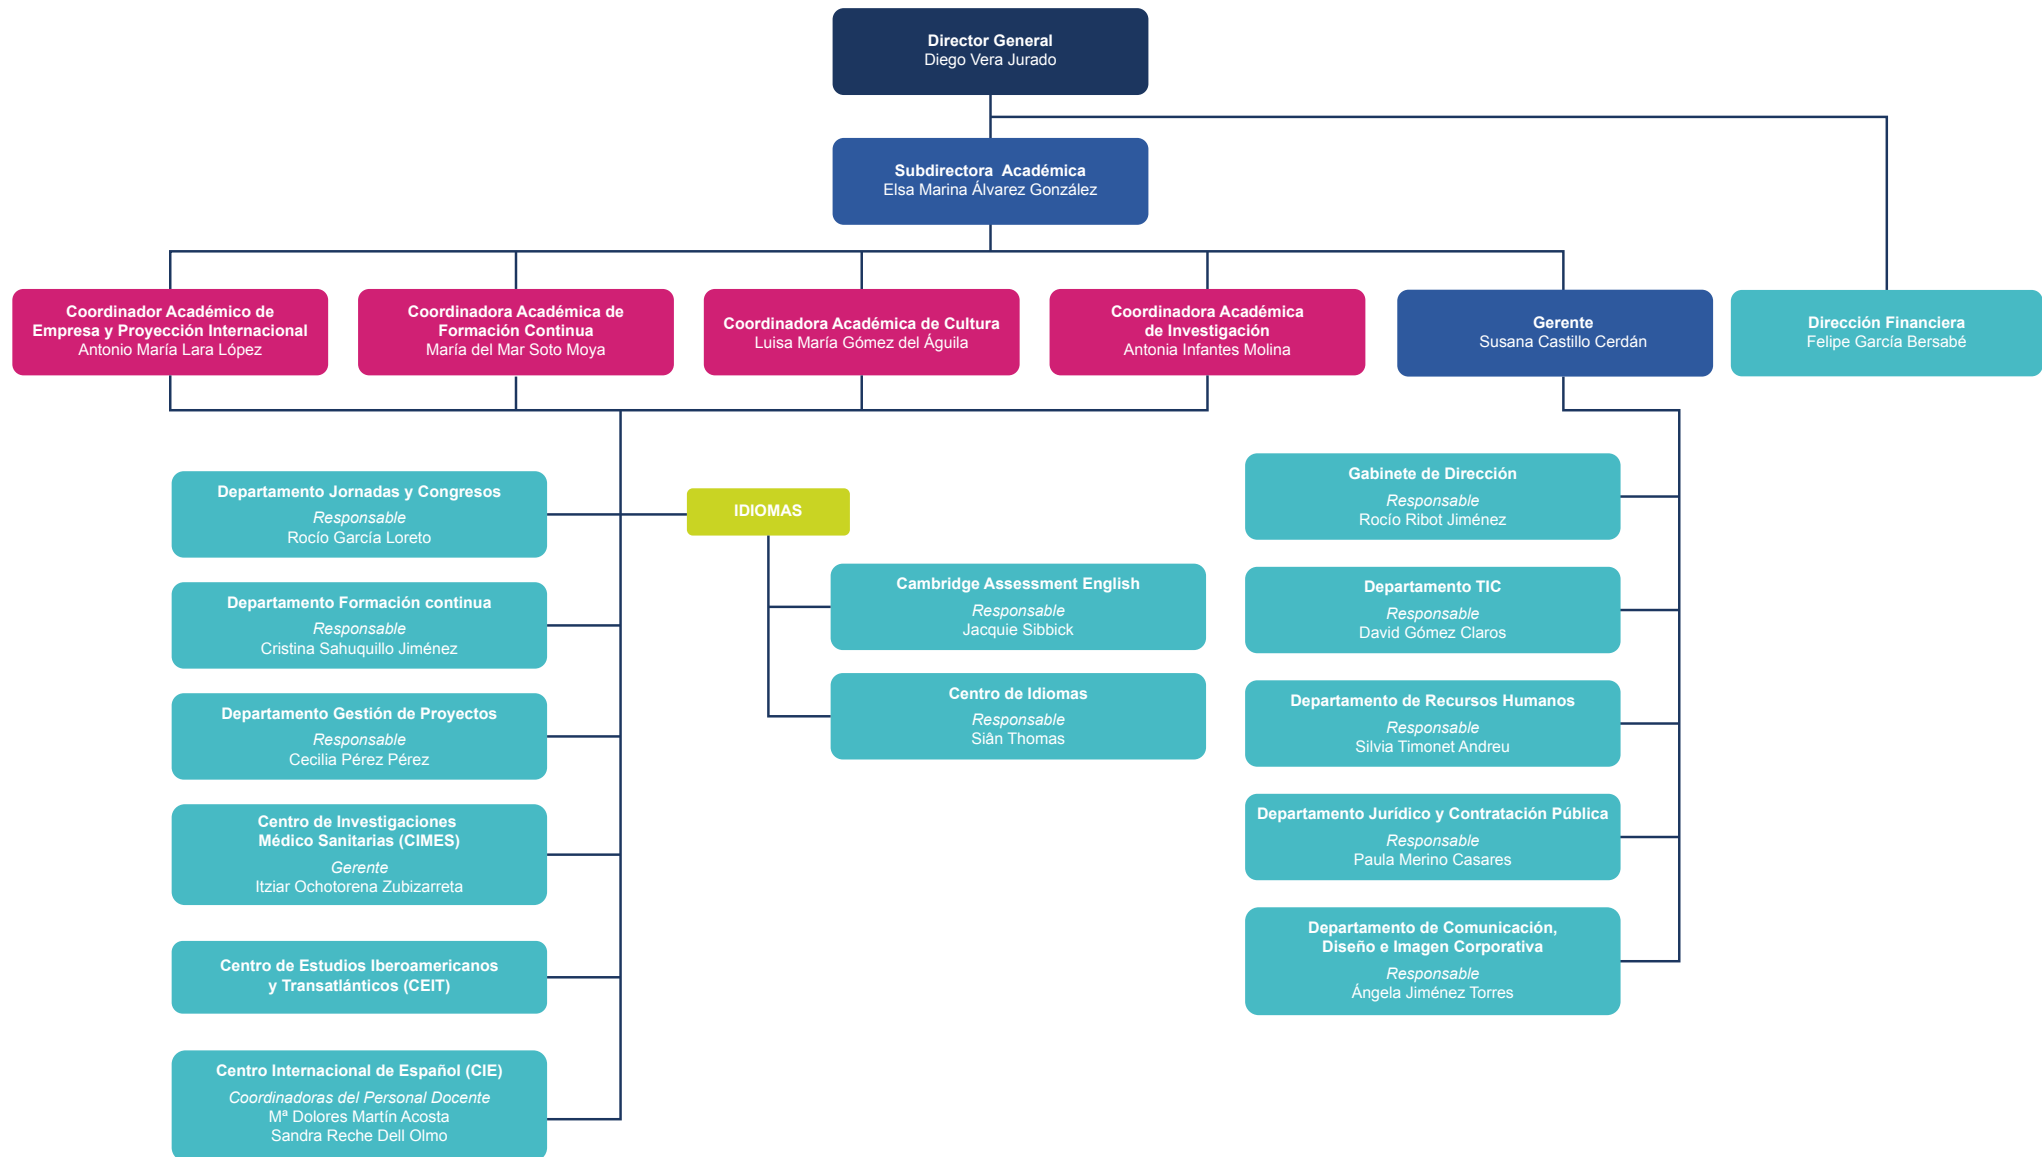 Director General
Diego Vera Jurado
Subdirectora Académica
Elsa Marina Álvarez González
Coordinador Académico de
Empresa y Proyección Internacional
Antonio María Lara López
Coordinadora Académica de
Formación Continua
María del Mar Soto Moya
Coordinadora Académica de Cultura
Luisa María Gómez del Águila
Coordinadora Académica
de Investigación
Antonia Infantes Molina
Gerente
Susana Castillo Cerdán
Dirección Financiera
Felipe García Bersabé
Departamento Jornadas y Congresos
Responsable
Rocío García Loreto
Departamento Formación continua
Responsable
Cristina Sahuquillo Jiménez
Departamento Gestión de Proyectos
Responsable
Cecilia Pérez Pérez
Centro de Investigaciones
Médico Sanitarias (CIMES)
Gerente
Itziar Ochotorena Zubizarreta
Centro de Estudios Iberoamericanos
y Transatlánticos (CEIT)
Centro Internacional de Español (CIE)
Coordinadoras del Personal Docente
Mª Dolores Martín Acosta
Sandra Reche Dell Olmo
IDIOMAS
Cambridge Assessment English
Responsable
Jacquie Sibbick
Centro de Idiomas
Responsable
Siân Thomas
Gabinete de Dirección
Responsable
Rocío Ribot Jiménez
Departamento TIC
Responsable
David Gómez Claros
Departamento de Recursos Humanos
Responsable
Silvia Timonet Andreu
Departamento Jurídico y Contratación Pública
Responsable
Paula Merino Casares
Departamento de Comunicación,
Diseño e Imagen Corporativa
Responsable
Ángela Jiménez Torres